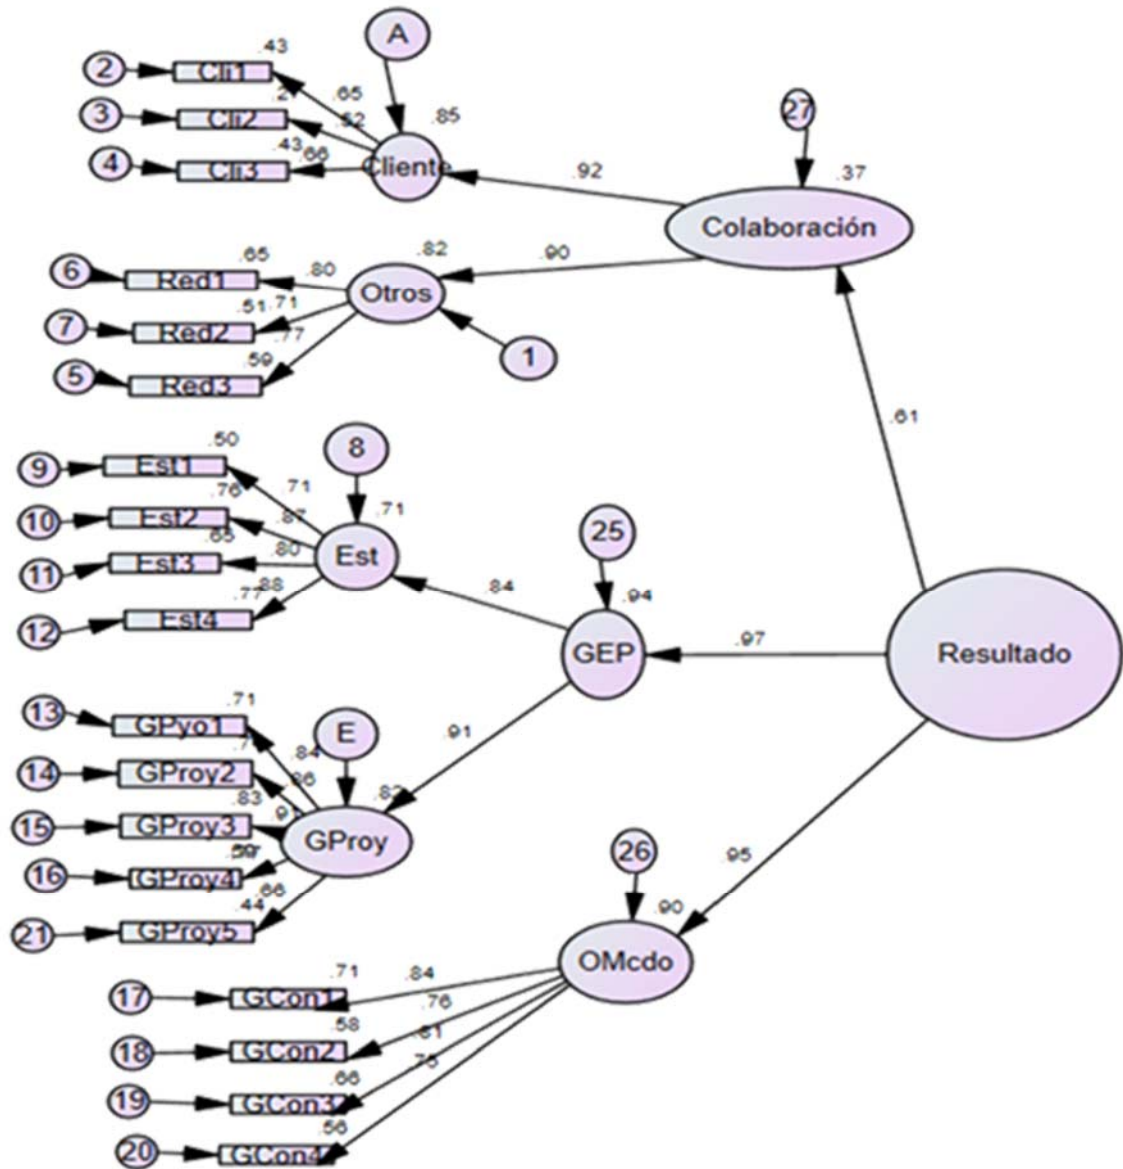 A
.43
2
Cli1
.65
27
3
Cli2
.52
.85
.43
.66
4
Cli3
Cliente
.92
.37
Colaboración
.82
.90
.65
6
Red1
.80
Otros
.51
.71
7
Red2
.77
1
.59
5
Red3
.61
.50
8
9
Est1
.71
.76
.71
10
Est2
.87
25
.65
11
Est3
.80
Est
.84
.94
.77
.88
12
Est4
GEP
.97
Resultado
.71
13
GPyo1
E
.91
.84
14
GProy2
.86
.82
.83
15
GProy3
.91
GProy
26
.95
16
GProy4
.66
.90
.44
21
GProy5
OMcdo
.71
.84
17
GCon1
.76
.58
18
GCon2
.81
.75
.66
19
GCon3
.56
20
GCon4